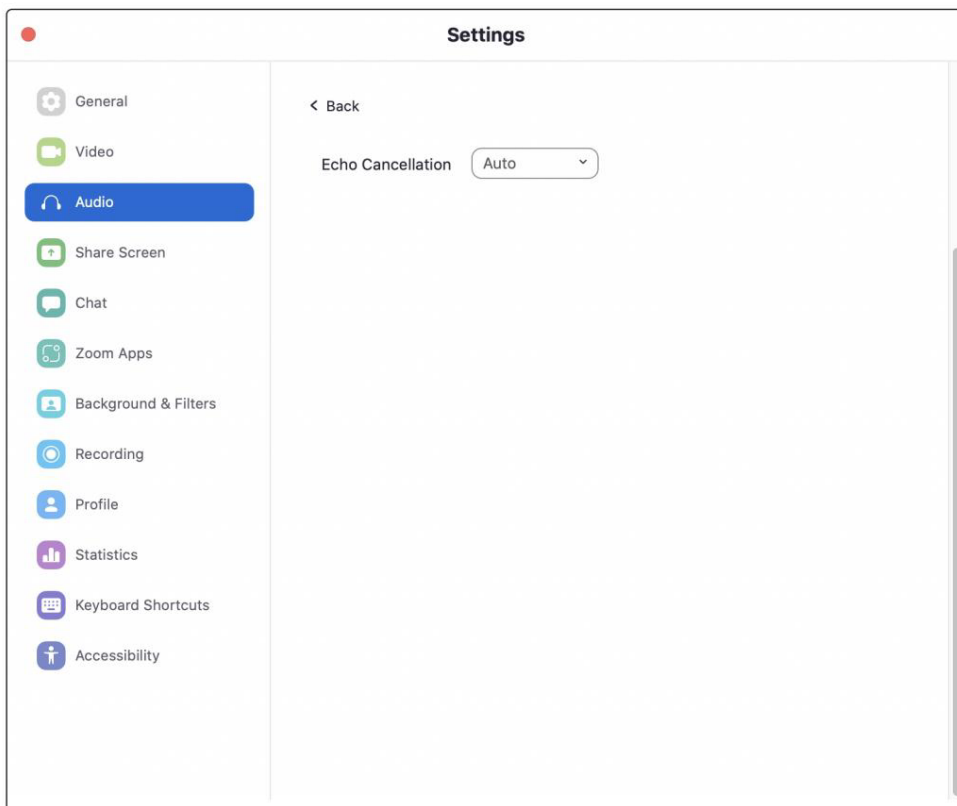 Settings
General
Video
Audio
Share Screen
Chat
Zoom Apps
Background & Filters
Recording
Profile
Statistics
Keyboard Shortcuts
Accessibility
Back
Echo Cancellation Auto